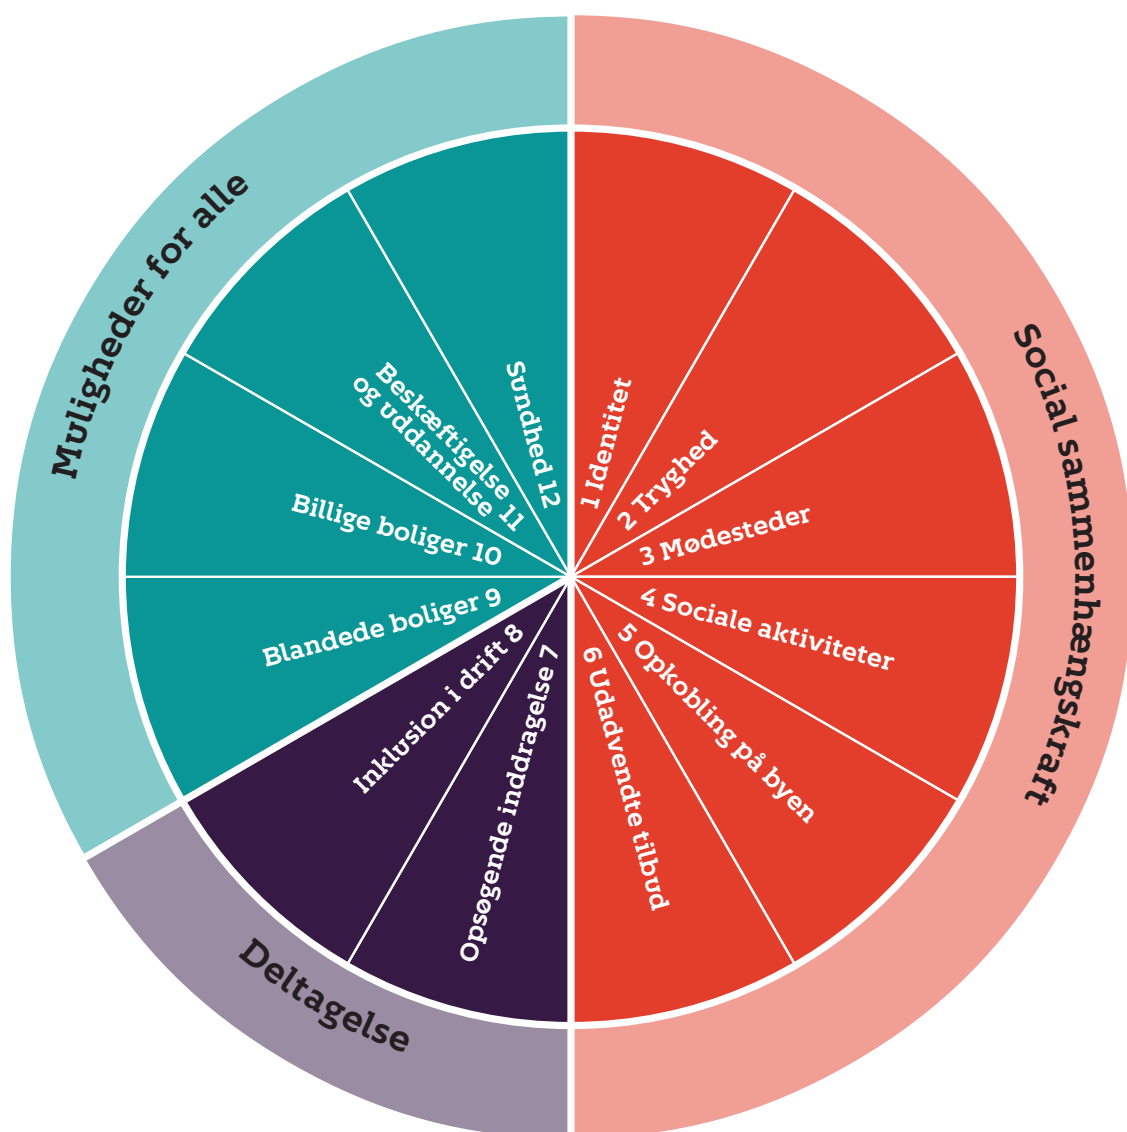 Social sammenhængskraft
1 Identitet
2 Tryghed
3 Mødesteder
4 Sociale aktiviteter
5 Opkobling på byen
6 Udadvendte tilbud
Deltagelse
Opsøgende inddragelse 7
Inklusion i drift 8
Muligheder for alle
Blandede boliger 9
Billige boliger 10
Beskæftigelse
og uddannelse 11
Sundhed 12